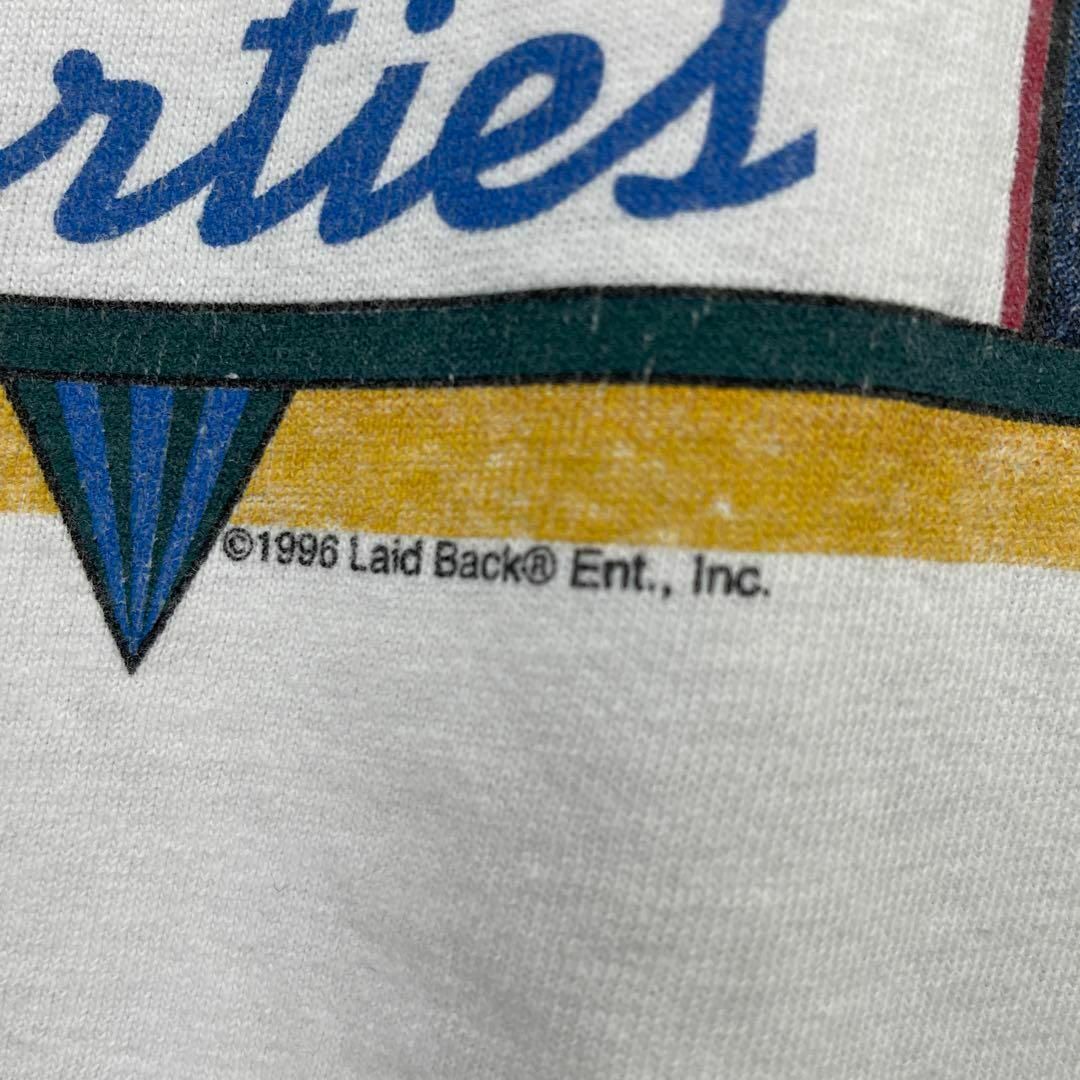 rties
©1996 Laid Back® Ent., Inc.